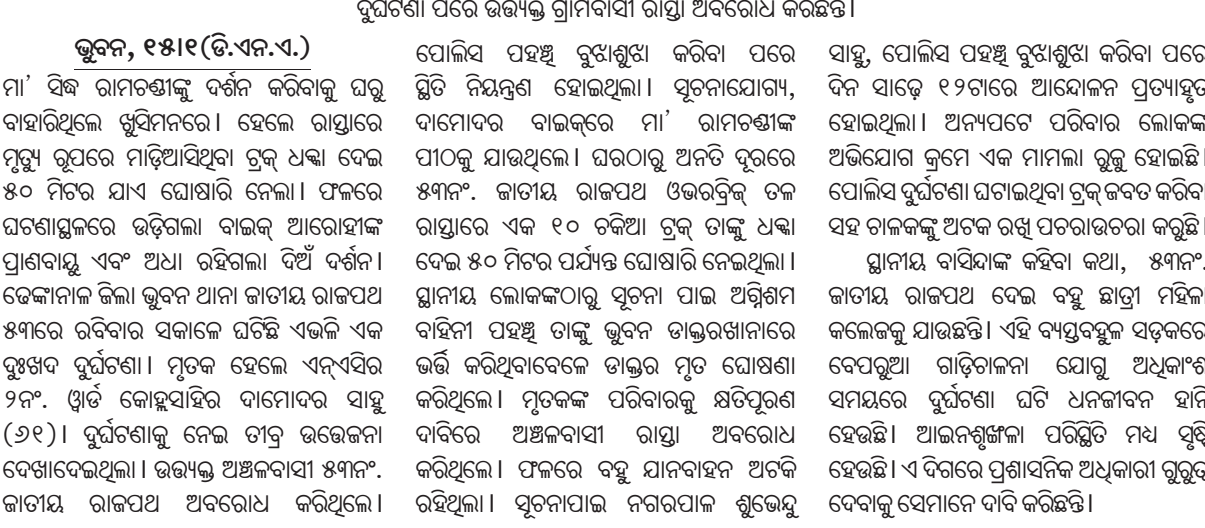 ଦୁର୍ଘଟଣା ପରେ ଉତ୍ୟକ୍ତ ଗ୍ରାମବାସୀ ରାସ୍ତା ଅବରୋଧ କରଛନ୍ତି।
ଭୁବନ, ୧୫।୧(ଡି.ଏନ.ଏ.)
ମା’ ସିଦ୍ଧ ରାମଚଣ୍ଡୀଙ୍କୁ ଦର୍ଶନ କରିବାକୁ ଘରୁ
ବାହାରିଥିଲେ ଖୁସିମନରେ। ହେଲେ ରାସ୍ତାରେ
ମୃତ୍ୟୁ ରୂପରେ ମାଡ଼ିଆସିଥିବା ଟ୍ରକ୍ ଧକ୍କା ଦେଇ
୫୦ ମିଟର ଯାଏ ଘୋଷାରି ନେଲା। ଫଳରେ
ଘଟଣାସ୍ଥଳରେ ଉଡ଼ିଗଲା ବାଇକ୍ ଆରୋହୀଙ୍କ
ପ୍ରାଣବାୟୁ ଏବଂ ଅଧା ରହିଗଲା ଦିଅଁ ଦର୍ଶନ।
ଢେଙ୍କାନାଳ ଜିଲା ଭୁବନ ଥାନା ଜାତୀୟ ରାଜପଥ
୫୩ରେ ରବିବାର ସକାଳେ ଘଟିଛି ଏଭଳି ଏକ
ଦୁଃଖଦ ଦୁର୍ଘଟଣା। ମୃତକ ହେଲେ ଏନ୍ଏସିର
୨ନଂ. ୱାର୍ଡ କୋହ୍ଲସାହିର ଦାମୋଦର ସାହୁ
(୬୧)। ଦୁର୍ଘଟଣାକୁ ନେଇ ତୀବ୍ର ଉତ୍ତେଜନା
ଦେଖାଦେଇଥିଲା। ଉତ୍ୟକ୍ତ ଅଞ୍ଚଳବାସୀ ୫୩ନଂ.
ଜାତୀୟ ରାଜପଥ ଅବରୋଧ କରିଥିଲେ।
ପୋଲିସ ପହଞ୍ଚି ବୁଝାଶୁଝା କରିବା ପରେ
ସ୍ଥିତି ନିୟନ୍ତ୍ରଣ ହୋଇଥିଲା। ସୂଚନାଯୋଗ୍ୟ,
ଦାମୋଦର ବାଇକ୍‌ରେ ମା’ ରାମଚଣ୍ଡୀଙ୍କ
ପୀଠକୁ ଯାଉଥିଲେ। ଘରଠାରୁ ଅନତି ଦୂରରେ
୫୩ନଂ. ଜାତୀୟ ରାଜପଥ ଓଭରବ୍ରିଜ୍ ତଳ
ରାସ୍ତାରେ ଏକ ୧୦ ଚକିଆ ଟ୍ରକ୍ ତାଙ୍କୁ ଧକ୍କା
ଦେଇ ୫୦ ମିଟର ପର୍ଯ୍ୟନ୍ତ ଘୋଷାରି ନେଇଥିଲା।
ସ୍ଥାନୀୟ ଲୋକଙ୍କଠାରୁ ସୂଚନା ପାଇ ଅଗ୍ନିଶମ
ବାହିନୀ ପହଞ୍ଚି ତାଙ୍କୁ ଭୁବନ ଡାକ୍ତରଖାନାରେ
ଭର୍ତ୍ତି କରିଥିବାବେଳେ ଡାକ୍ତର ମୃତ ଘୋଷଣା
କରିଥିଲେ। ମୃତକଙ୍କ ପରିବାରକୁ କ୍ଷତିପୂରଣ
ଦାବିରେ ଅଞ୍ଚଳବାସୀ ରାସ୍ତା ଅବରୋଧ
କରିଥିଲେ। ଫଳରେ ବହୁ ଯାନବାହନ ଅଟକି
ରହିଥିଲା। ସୂଚନାପାଇ ନଗରପାଳ ଶୁଭେନ୍ଦୁ
ସାହୁ, ପୋଲିସ ପହଞ୍ଚି ବୁଝାଶୁଝା କରିବା ପରେ
ଦିନ ସାଢ଼େ ୧୨ଟାରେ ଆନ୍ଦୋଳନ ପ୍ରତ୍ୟାହୃତ
ହୋଇଥିଲା। ଅନ୍ୟପଟେ ପରିବାର ଲୋକଙ୍କ
ଅଭିଯୋଗ କ୍ରମେ ଏକ ମାମଲା ରୁଜୁ ହୋଇଛି।
ପୋଲିସ ଦୁର୍ଘଟଣା ଘଟାଇଥିବା ଟ୍ରକ୍ ଜବତ କରିବା
ସହ ଚାଳକଙ୍କୁ ଅଟକ ରଖି ପଚରାଉଚରା କରୁଛି।
ସ୍ଥାନୀୟ ବାସିନ୍ଦାଙ୍କ କହିବା କଥା, ୫୩ନଂ.
ଜାତୀୟ ରାଜପଥ ଦେଇ ବହୁ ଛାତ୍ରୀ ମହିଳା
କଲେଜକୁ ଯାଉଛନ୍ତି। ଏହି ବ୍ୟସ୍ତବହୁଳ ସଡ଼କରେ
ବେପରୁଆ ଗାଡ଼ିଚାଳନା ଯୋଗୁ ଅଧିକାଂଶ
ସମୟରେ ଦୁର୍ଘଟଣା ଘଟି ଧନଜୀବନ ହାନି
ହେଉଛି। ଆଇନଶୃଙ୍ଖଳା ପରିସ୍ଥିତି ମଧ୍ୟ ସୃଷ୍ଟି
ହେଉଛି। ଏ ଦିଗରେ ପ୍ରଶାସନିକ ଅଧିକାରୀ ଗୁରୁତ୍ୱ
ଦେବାକୁ ସେମାନେ ଦାବି କରିଛନ୍ତି।